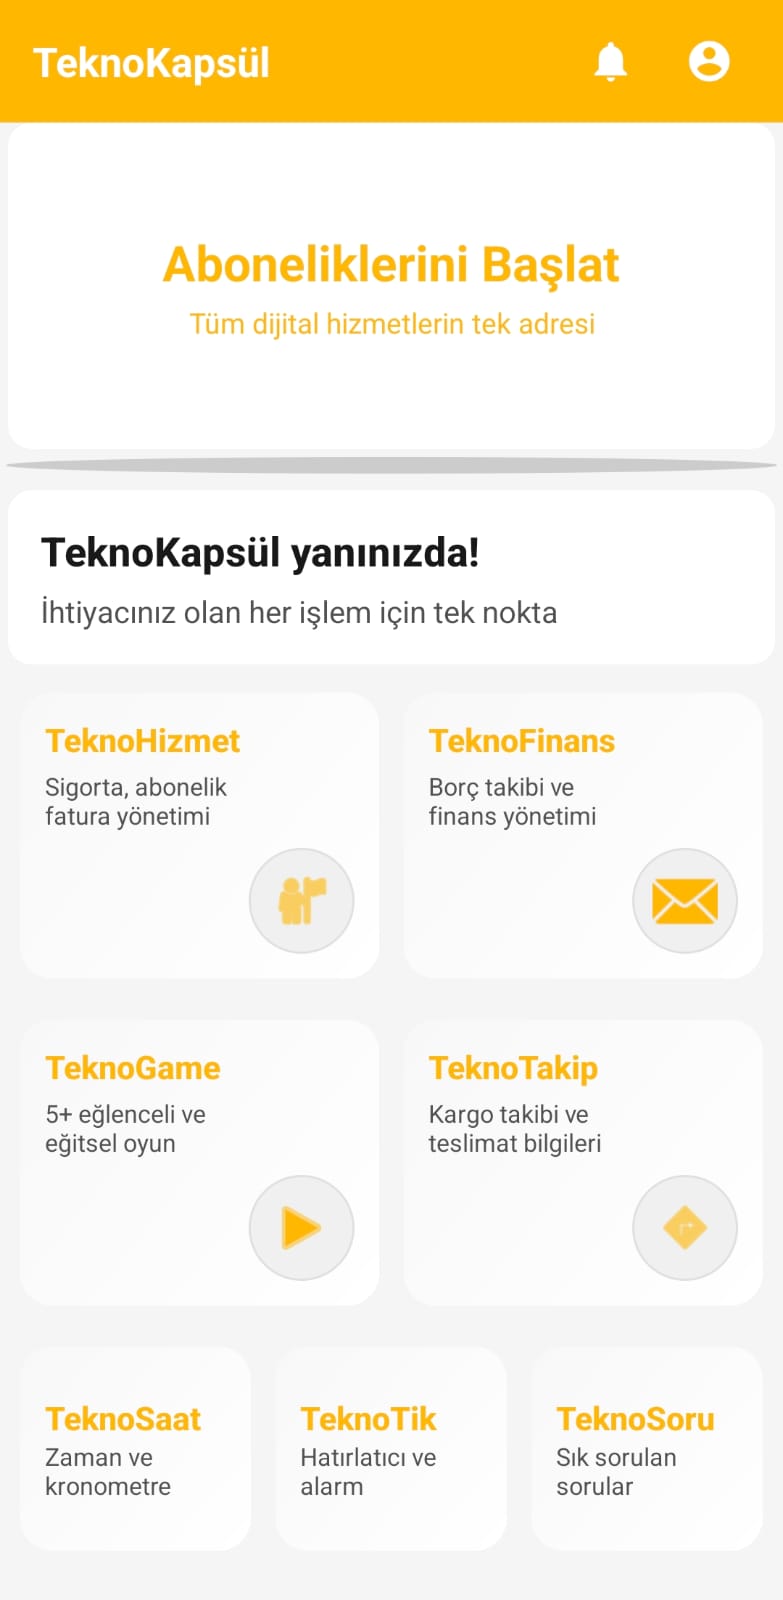 TeknoKapsül
Aboneliklerini Başlat
Tüm dijital hizmetlerin tek adresi
TeknoKapsül yanınızda!
İhtiyacınız olan her işlem için tek nokta
TeknoHizmet
Sigorta, abonelik
fatura yönetimi
TeknoFinans
Borç takibi ve
finans yönetimi
TeknoGame
5+ eğlenceli ve
eğitsel oyun
TeknoTakip
Kargo takibi ve
teslimat bilgileri
TeknoSaat
Zaman ve
kronometre
TeknoTik
Hatırlatıcı ve
alarm
TeknoSoru
Sık sorulan
sorular